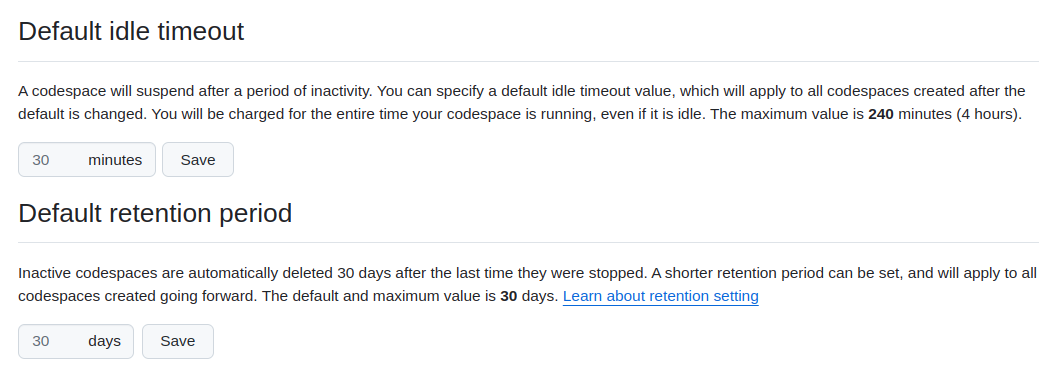 Default idle timeout
A codespace will suspend after a period of inactivity. You can specify a default idle timeout value, which will apply to all codespaces created after the
default is changed. You will be charged for the entire time your codespace is running, even if it is idle. The maximum value is 240 minutes (4 hours).
30 minutes Save
Default retention period
Inactive codespaces are automatically deleted 30 days after the last time they were stopped. A shorter retention period can be set, and will apply to all
codespaces created going forward. The default and maximum value is 30 days. Learn about retention setting
30 days Save